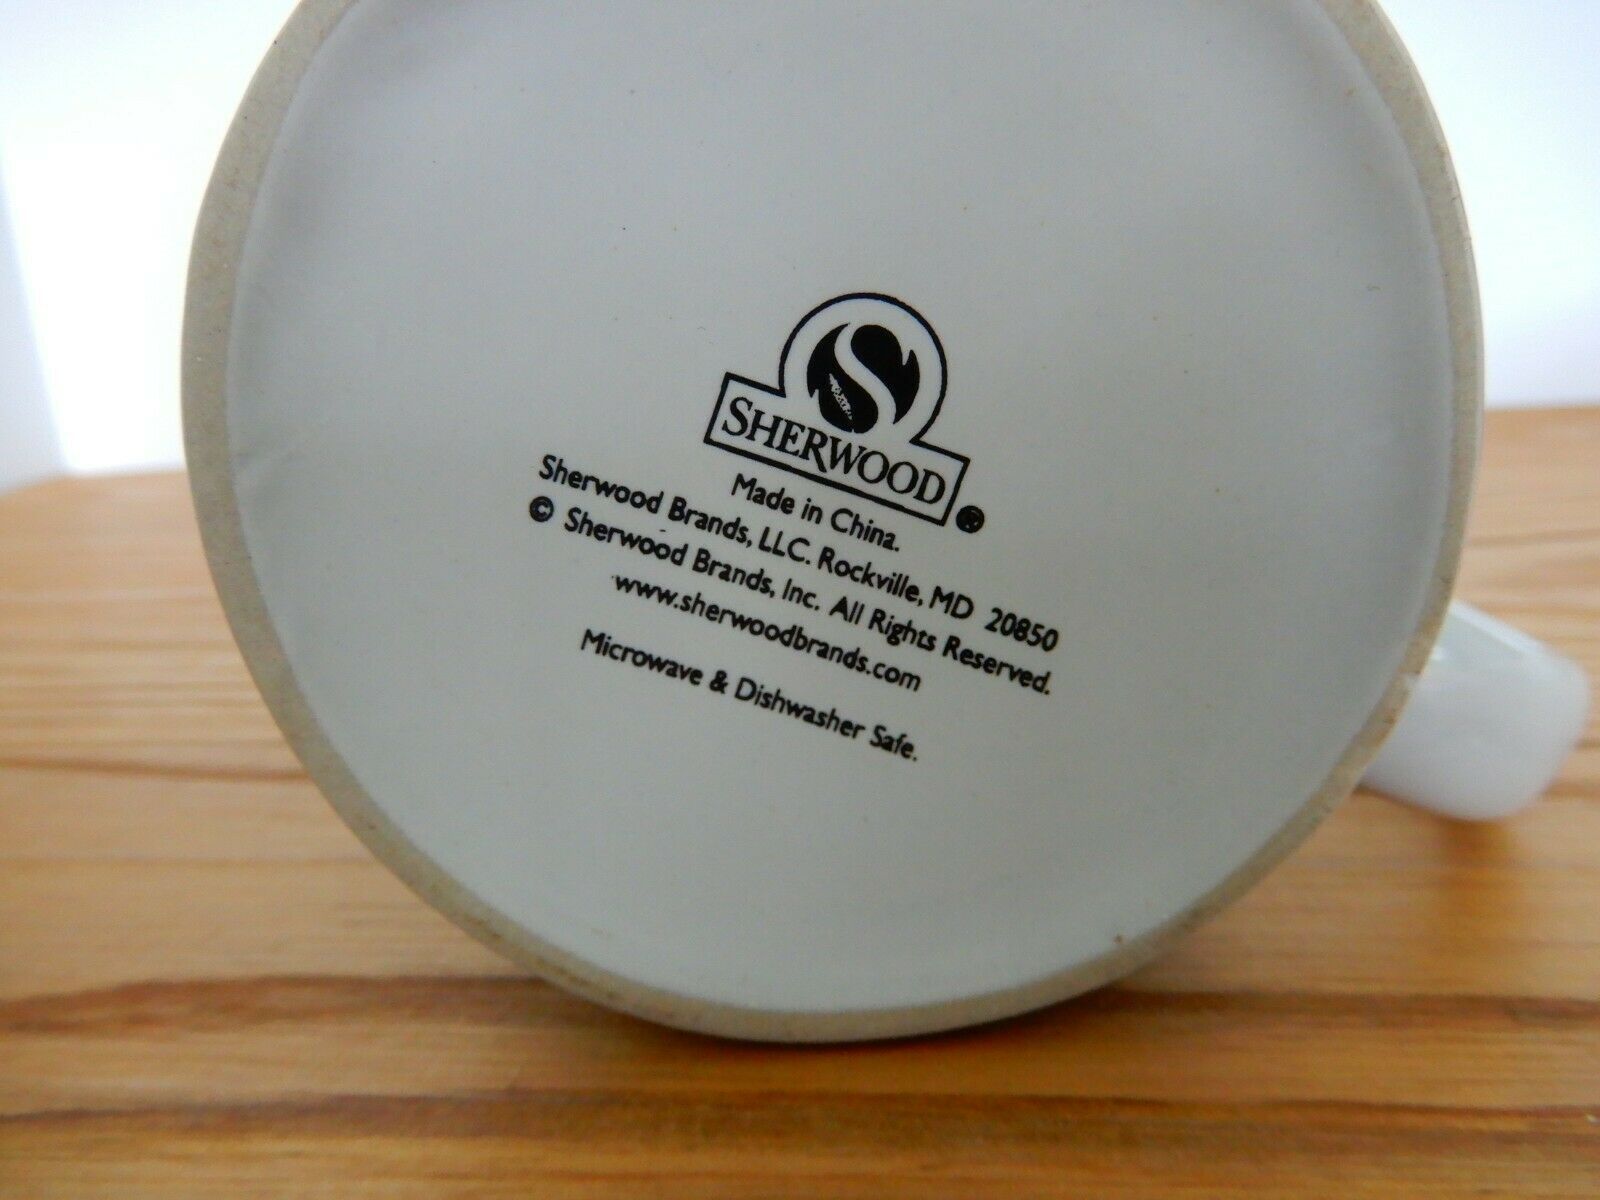 S
SHERWOOD ®
Made in China.
Sherwood Brands, LLC. Rockville, MD 20850
© Sherwood Brands, Inc. All Rights Reserved.
www.sherwoodbrands.com
Microwave & Dishwasher Safe.